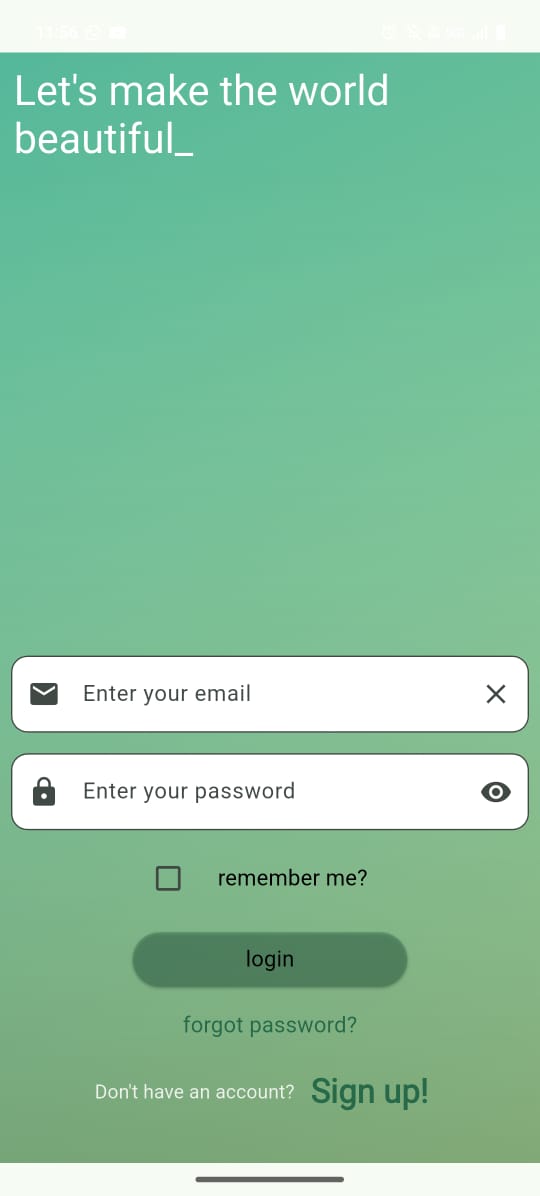 11:56
Let's make the world
beautiful_
Enter your email
Enter your password
remember me?
login
forgot password?
Don't have an account? Sign up!